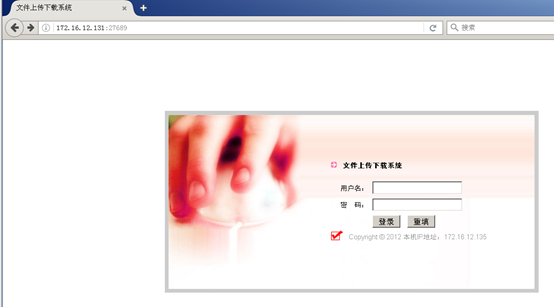 文件上传下载系统
172.16.12.131:27689
搜索
文件上传下载系统
用户名：
密 码：
登录 重填
Copyright © 2012 本机IP地址：172.16.12.135